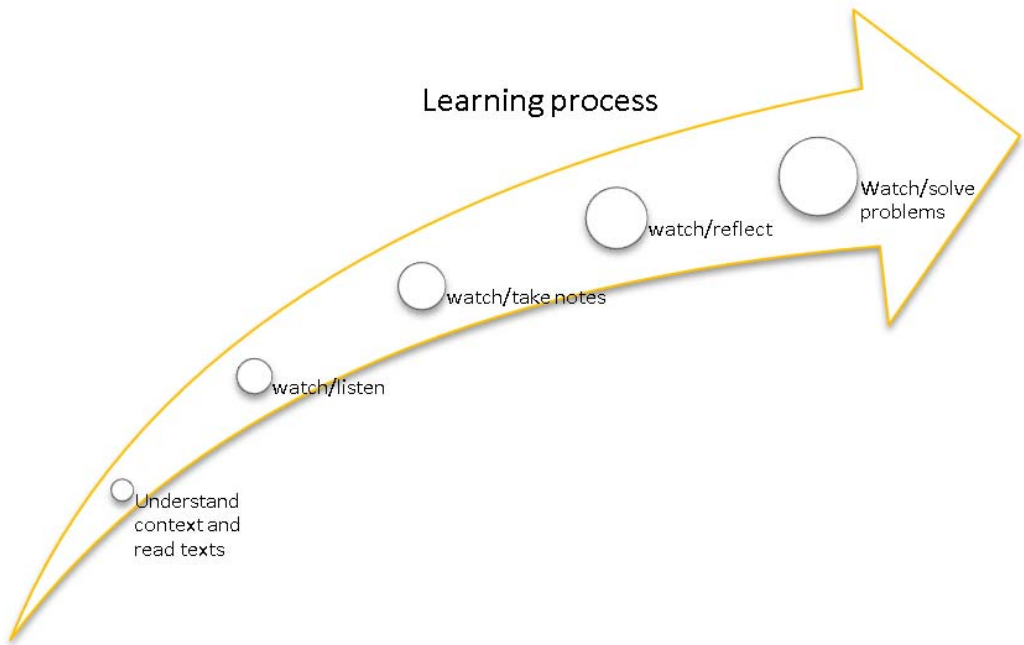 Learning process
Watch/solve
problems
watch/reflect
watch/take notes
watch/listen
Understand
context and
read texts